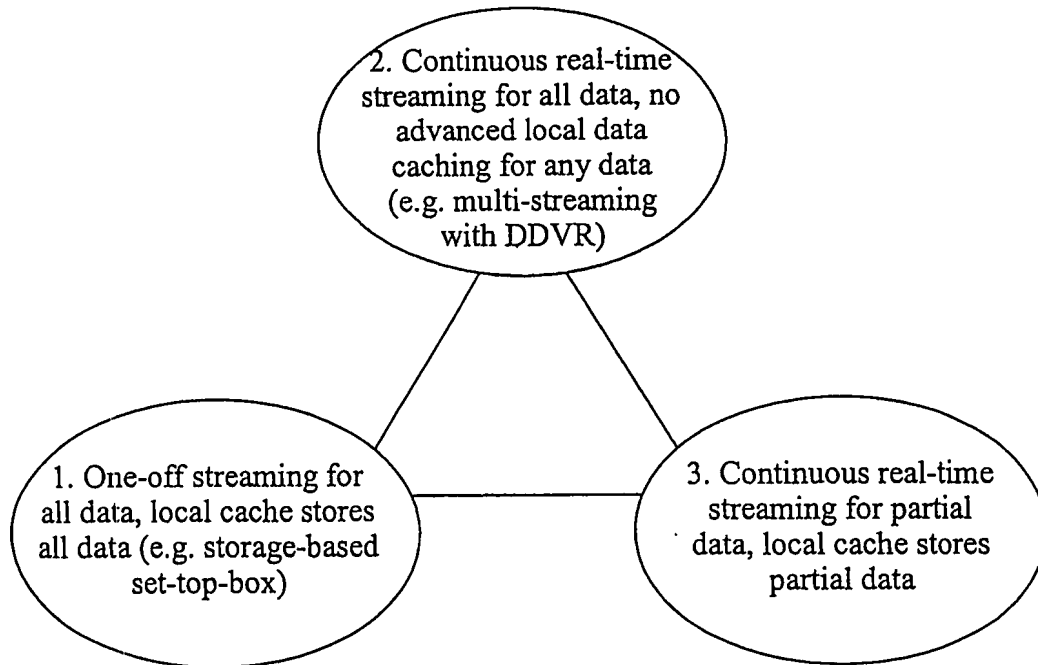 2. Continuous real-time
streaming for all data, no
advanced local data
caching for any data
(e.g. multi-streaming
with DDVR)
1. One-off streaming for
all data, local cache stores
all data (e.g. storage-based
set-top-box)
3. Continuous real-time
streaming for partial
data, local cache stores
partial data